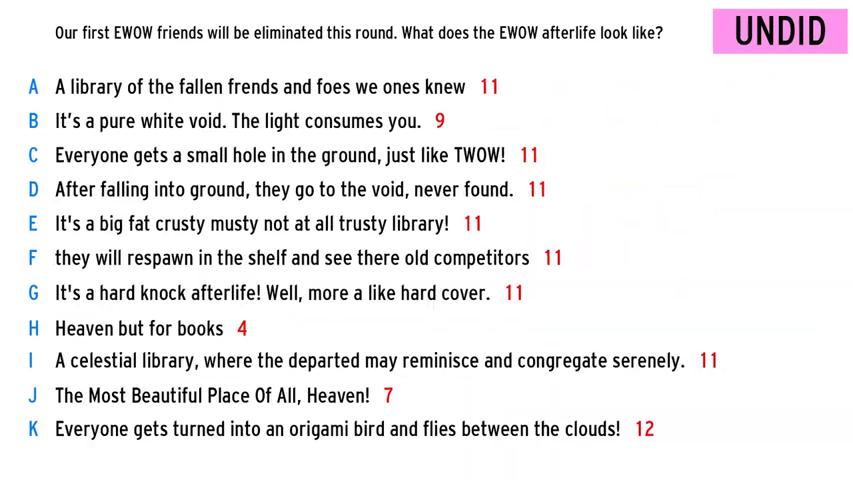 Our first EWOW friends will be eliminated this round. What does the EWOW afterlife look like?
UNDID
A A library of the fallen frends and foes we ones knew 11
B It's a pure white void. The light consumes you. 9
C Everyone gets a small hole in the ground, just like TWOW! 11
D After falling into ground, they go to the void, never found. 11
E It's a big fat crusty musty not at all trusty library! 11
F they will respawn in the shelf and see there old competitors 11
G It's a hard knock afterlife! Well, more a like hard cover. 11
H Heaven but for books 4
I A celestial library, where the departed may reminisce and congregate serenely. 11
J The Most Beautiful Place Of All, Heaven! 7
K Everyone gets turned into an origami bird and flies between the clouds! 12